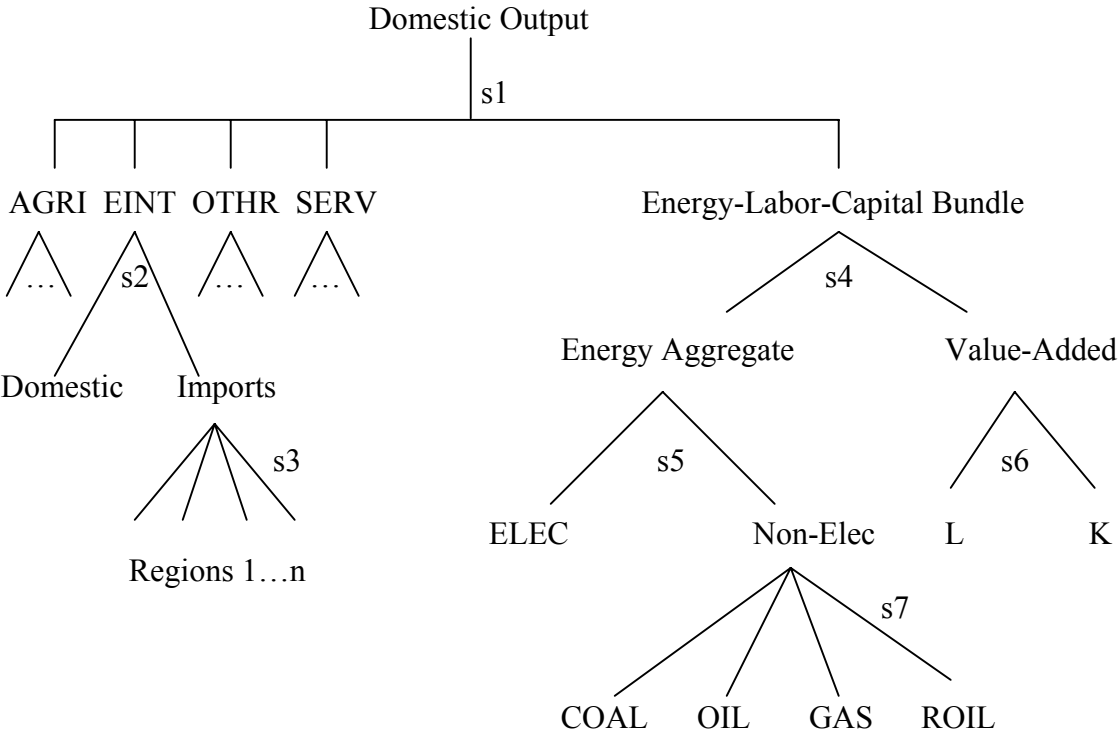 Domestic Output
s1
AGRI EINT OTHR SERV
Energy-Labor-Capital Bundle
… s2 … …
s4
Energy Aggregate
Value-Added
Domestic
Imports
s3
s5
s6
ELEC
Non-Elec
L
K
Regions 1…n
s7
COAL
OIL
GAS
ROIL